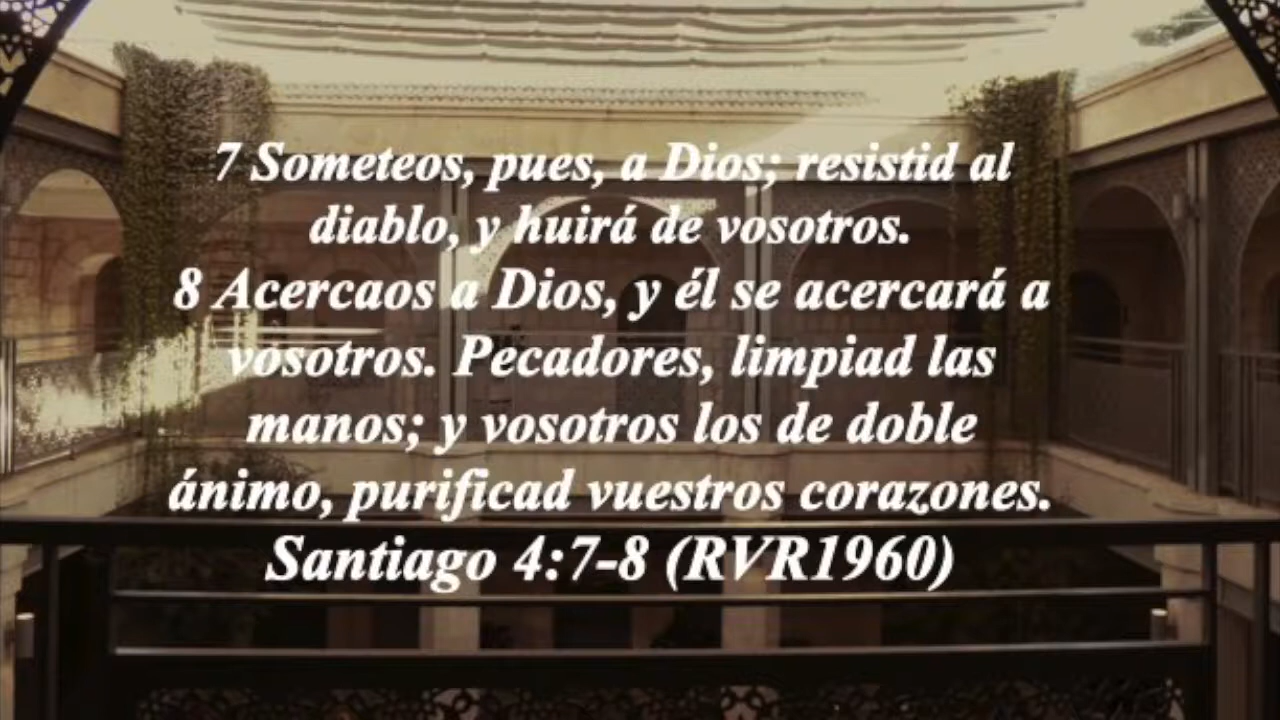 7 Someteos, pues, a Dios; resistid al
diablo, y huirá de vosotros.
8 Acercaos a Dios, y él se acercará a
vosotros. Pecadores, limpiad las
manos; y vosotros los de doble
ánimo, purificad vuestros corazones.
Santiago 4:7-8 (RVR1960)